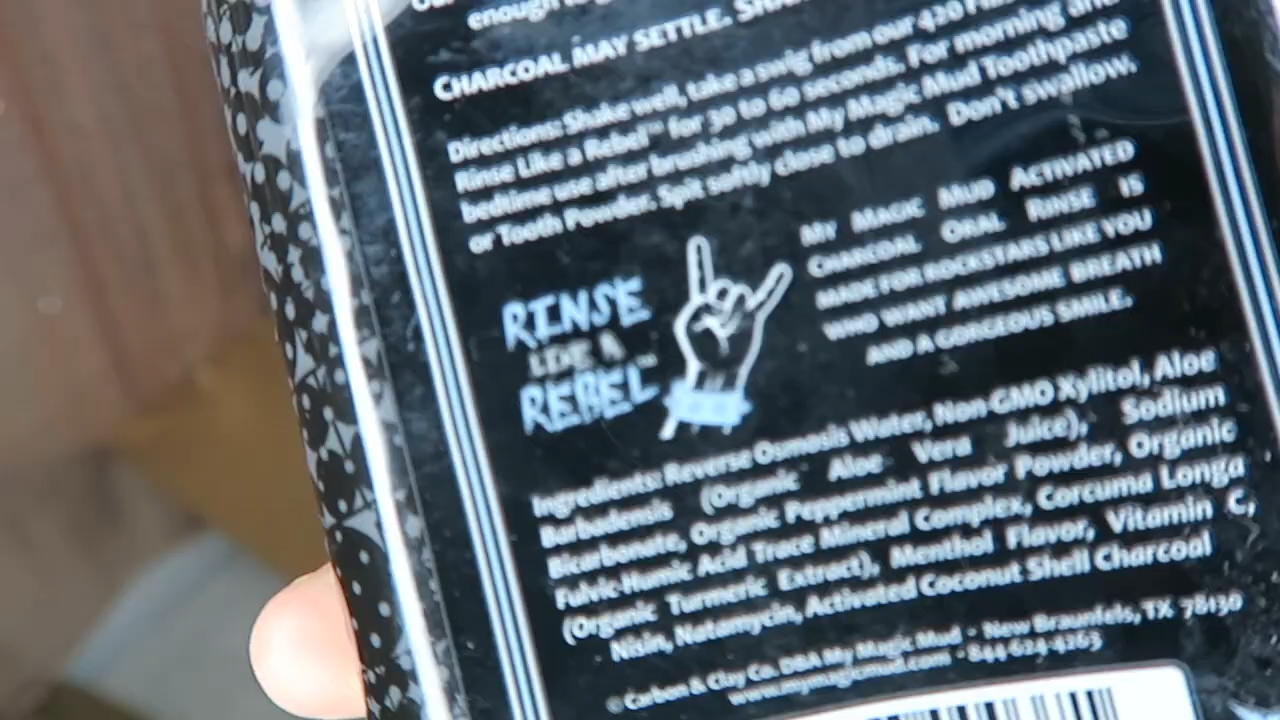 enough to
CHARCOAL MAY SETTLE.
Directions: Shake well, take a swig from our 420
Rinse Like a Rebel™ for 30 to 60 seconds. For morning and
bedtime use after brushing with My Magic Mud Toothpaste
or Tooth Powder. Spit softly close to drain. Don't swallow.
RINSE
LIKE A
REBEL™
MY MAGIC MUD ACTIVATED
CHARCOAL ORAL RINSE IS
MADE FOR ROCKSTARS LIKE YOU
WHO WANT AWESOME BREATH
AND A GORGEOUS SMILE.
Ingredients: Reverse Osmosis Water, Non-GMO Xylitol, Aloe
Barbadensis (Organic Aloe Vera Juice), Sodium
Bicarbonate, Organic Peppermint Flavor Powder, Organic
Fulvic-Humic Acid Trace Mineral Complex, Corcuma Longa
(Organic Turmeric Extract), Menthol Flavor, Vitamin C,
Nisin, Natamycin, Activated Coconut Shell Charcoal
© Carbon & Clay Co. DBA My Magic Mud - New Braunfels, TX 78130
www.mymagicmud.com - 844-624-4263